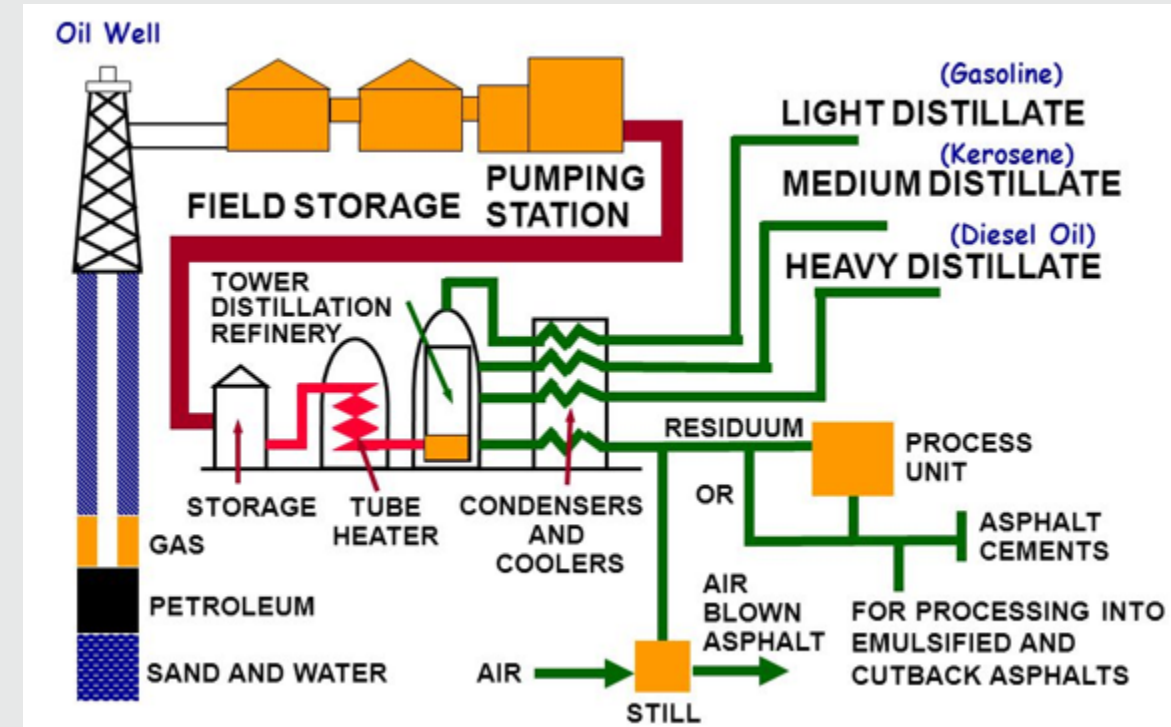 Oil Well
(Gasoline)
LIGHT DISTILLATE
(Kerosene)
MEDIUM DISTILLATE
(Diesel Oil)
HEAVY DISTILLATE
FIELD STORAGE
PUMPING
STATION
TOWER
DISTILLATION
REFINERY
STORAGE
TUBE
HEATER
CONDENSERS
AND
COOLERS
RESIDUUM
OR
PROCESS
UNIT
ASPHALT
CEMENTS
GAS
PETROLEUM
SAND AND WATER
AIR
AIR
BLOWN
ASPHALT
STILL
FOR PROCESSING INTO
EMULSIFIED AND
CUTBACK ASPHALTS